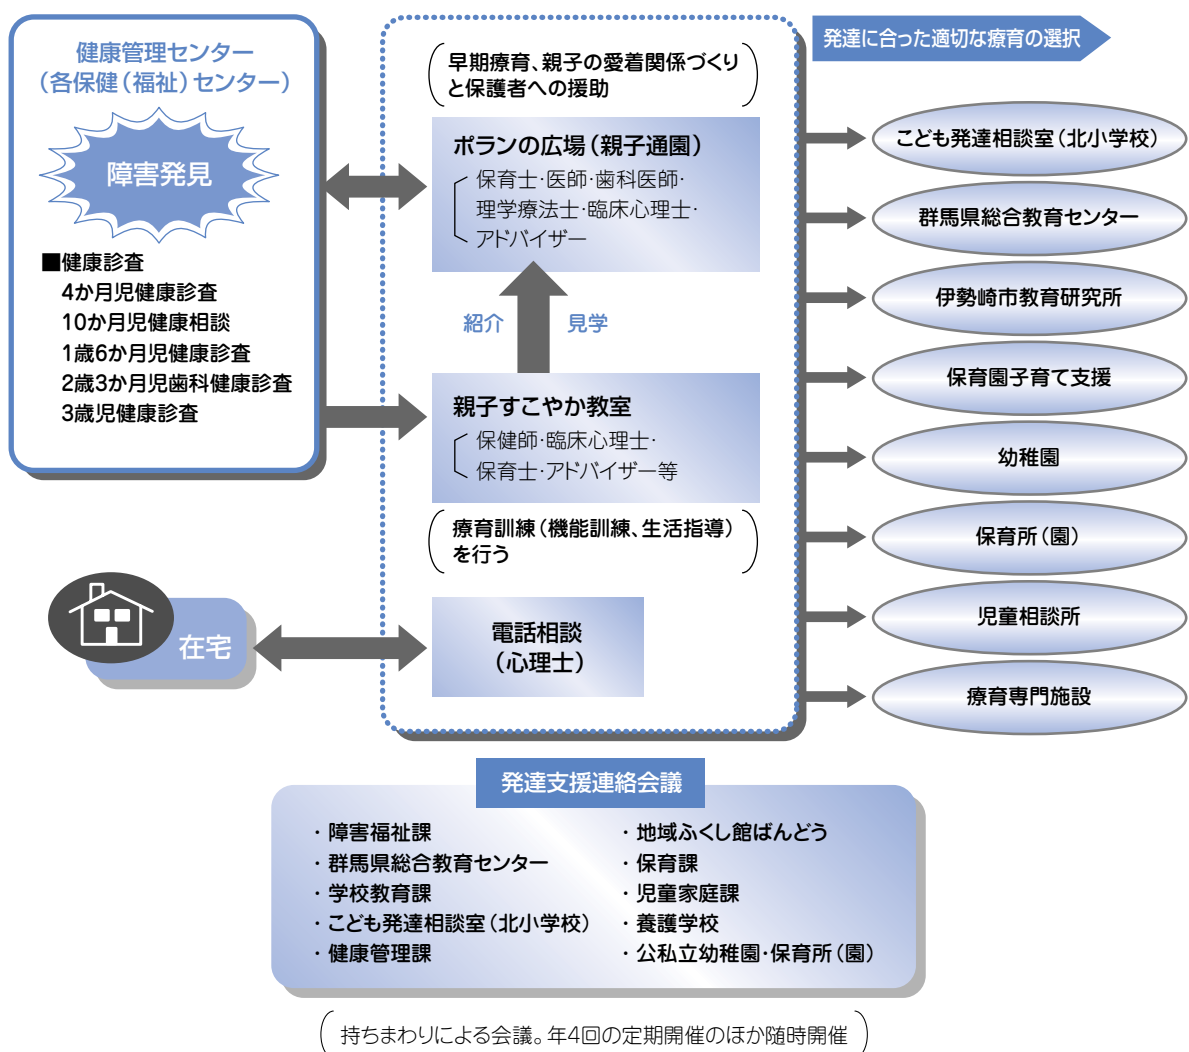 健康管理センター
(各保健(福祉)センター)
障害発見
■健康診査
4か月児健康診査
10か月児健康相談
1歳6か月児健康診査
2歳3か月児歯科健康診査
3歳児健康診査
在宅
早期療育、親子の愛着関係づくり
と保護者への援助
ポランの広場(親子通園)
保育士・医師・歯科医師・
理学療法士・臨床心理士・
アドバイザー
紹介
見学
親子すこやか教室
保健師・臨床心理士・
保育士・アドバイザー等
療育訓練(機能訓練、生活指導)
を行う
電話相談
(心理士)
発達に合った適切な療育の選択
こども発達相談室(北小学校)
群馬県総合教育センター
伊勢崎市教育研究所
保育園子育て支援
幼稚園
保育所(園)
児童相談所
療育専門施設
発達支援連絡会議
・障害福祉課
・群馬県総合教育センター
・学校教育課
・こども発達相談室(北小学校)
・健康管理課
・地域ふくし館ばんどう
・保育課
・児童家庭課
・養護学校
・公私立幼稚園・保育所(園)
持ちまわりによる会議。年4回の定期開催のほか随時開催